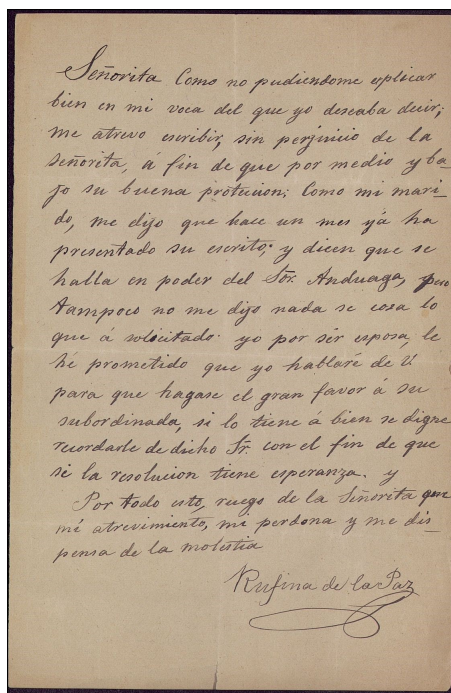 Señorita Como no pudiendome esplicar
bien en mi voca del que yo deseaba decir;
me atrevo escribir, sin perjuicio de la
señorita, á fin de que por medio y ba-
jo su buena protucion; Como mi mari-
do, me dijo que hace un mes yá ha
presentado su escrito; y dicen que se
halla en poder del Sor. Anduaga, pero
tampoco no me dijo nada se cosa lo
que á solicitado. yo por sér esposa, le
hé prometido que yo hablaré de U.
para que hagase el gran favor á su
subordinada, si lo tiene á bien se digne
recordarle de dicho Sr. con el fin de que
si la resolucion tiene esperanza. y
Por todo esto, ruego de la Señorita que
mi atrevimiento, mi perdona y me dis-
pensa de la molestia
Rufina de la Paz